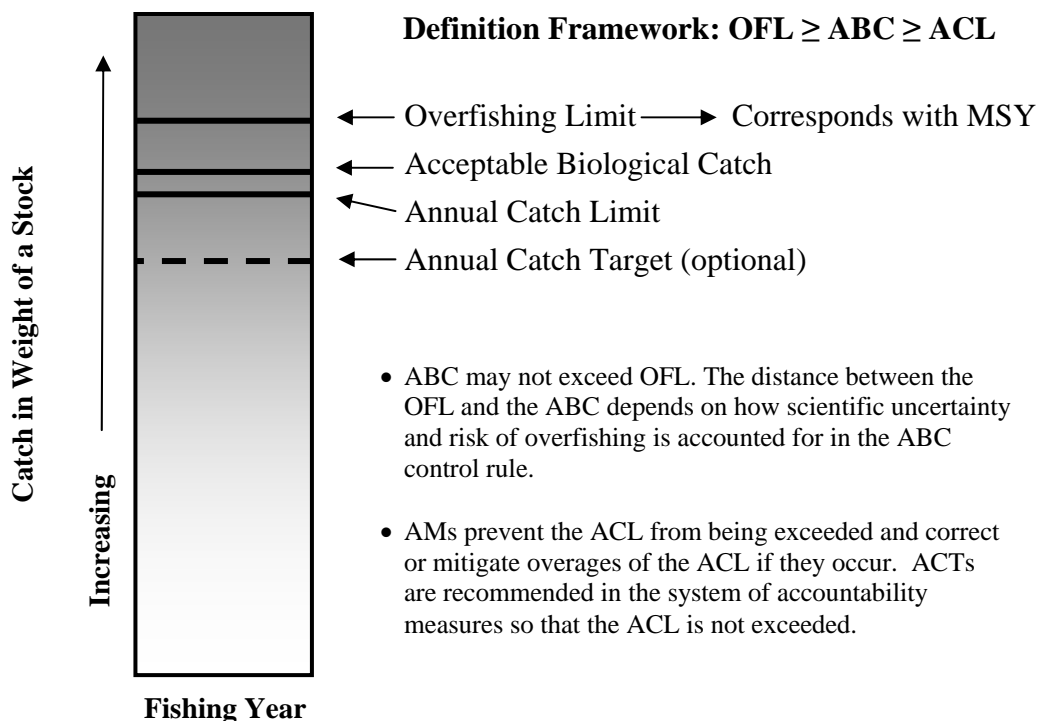 Definition Framework: OFL ≥ ABC ≥ ACL
Overfishing Limit → Corresponds with MSY
Acceptable Biological Catch
Annual Catch Limit
Annual Catch Target (optional)
Catch in Weight of a Stock
Increasing
• ABC may not exceed OFL. The distance between the
OFL and the ABC depends on how scientific uncertainty
and risk of overfishing is accounted for in the ABC
control rule.
• AMs prevent the ACL from being exceeded and correct
or mitigate overages of the ACL if they occur.  ACTs
are recommended in the system of accountability
measures so that the ACL is not exceeded.
Fishing Year